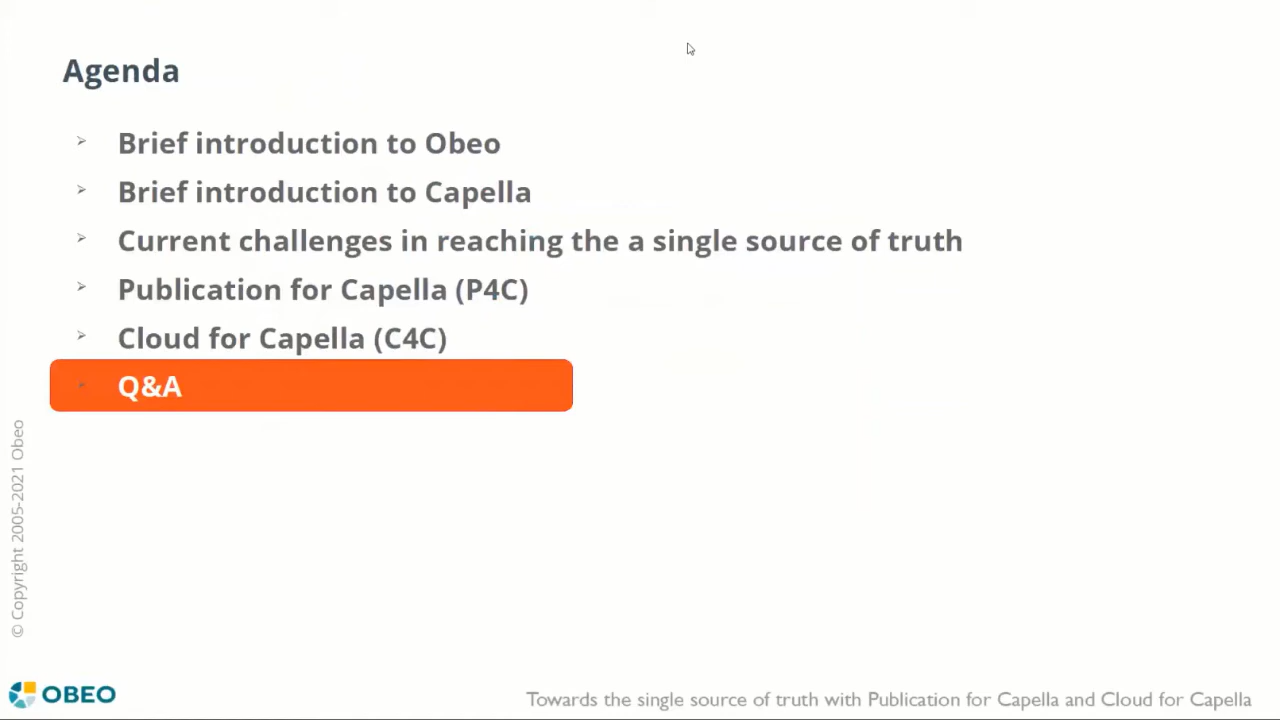 Agenda
Brief introduction to Obeo
Brief introduction to Capella
Current challenges in reaching the a single source of truth
Publication for Capella (P4C)
Cloud for Capella (C4C)
Q&A
© Copyright 2005-2021 Obeo
OBEO
Towards the single source of truth with Publication for Capella and Cloud for Capella